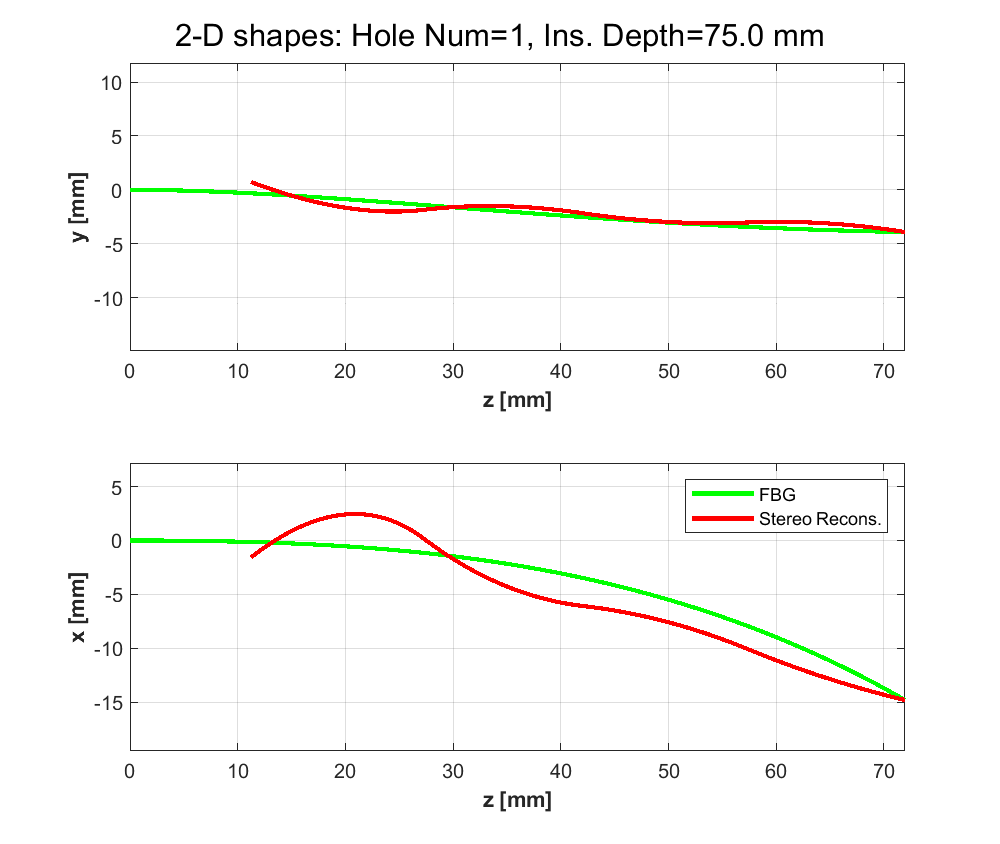 2-D shapes: Hole Num=1, Ins. Depth=75.0 mm
10
5
0
-5
-10
y [mm]
0 10 20 30 40 50 60 70
z [mm]
5
0
-5
-10
-15
x [mm]
FBG
Stereo Recons.
0 10 20 30 40 50 60 70
z [mm]